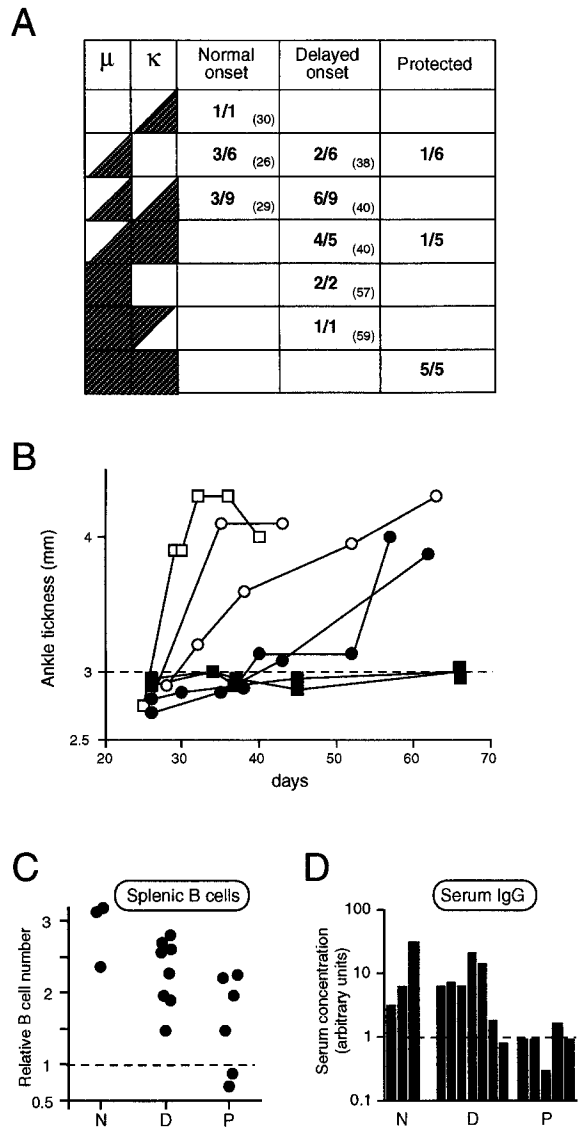 A
μ κ Normal onset Delayed onset Protected
1/1 (30)
3/6 (26) 2/6 (38) 1/6
3/9 (29) 6/9 (40)
4/5 (40) 1/5
2/2 (57)
1/1 (59)
5/5
B
Ankle tickness (mm)
4
3
2.5
20 30 40 50 60 70
days
C
Splenic B cells
Relative B cell number
3
2
1
0.5
N D P
D
Serum IgG
Serum concentration
(arbitrary units)
100
10
1
0.1
N D P